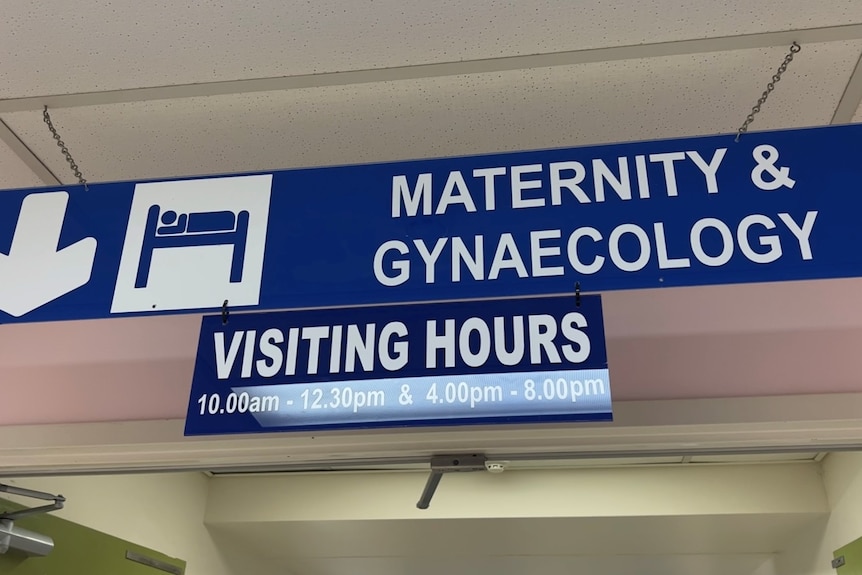 MATERNITY &
GYNAECOLOGY
VISITING HOURS
10.00am - 12.30pm & 4.00pm - 8.00pm